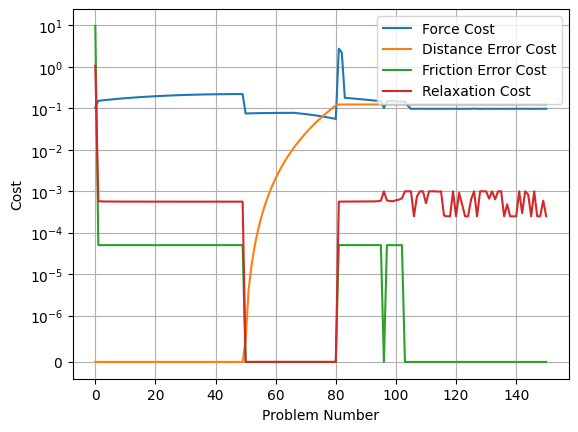 Force Cost
Distance Error Cost
Friction Error Cost
Relaxation Cost
10¹
10⁰
10⁻¹
10⁻²
10⁻³
10⁻⁴
10⁻⁵
10⁻⁶
0
Cost
0 20 40 60 80 100 120 140
Problem Number